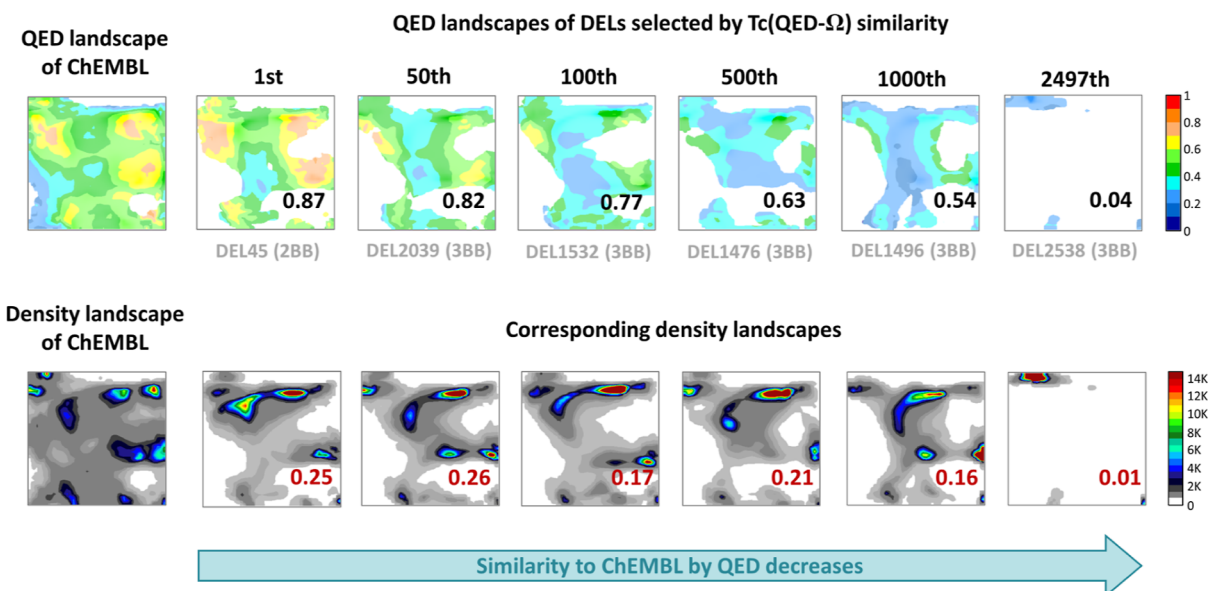 QED landscapes of DELs selected by Tc(QED-Ω) similarity
QED landscape
of ChEMBL
1st
50th
100th
500th
1000th
2497th
0.87
0.82
0.77
0.63
0.54
0.04
1
0.8
0.6
0.4
0.2
0
DEL45 (2BB)
DEL2039 (3BB)
DEL1532 (3BB)
DEL1476 (3BB)
DEL1496 (3BB)
DEL2538 (3BB)
Density landscape
of ChEMBL
Corresponding density landscapes
0.25
0.26
0.17
0.21
0.16
0.01
14K
12K
10K
8K
6K
4K
2K
0
Similarity to ChEMBL by QED decreases